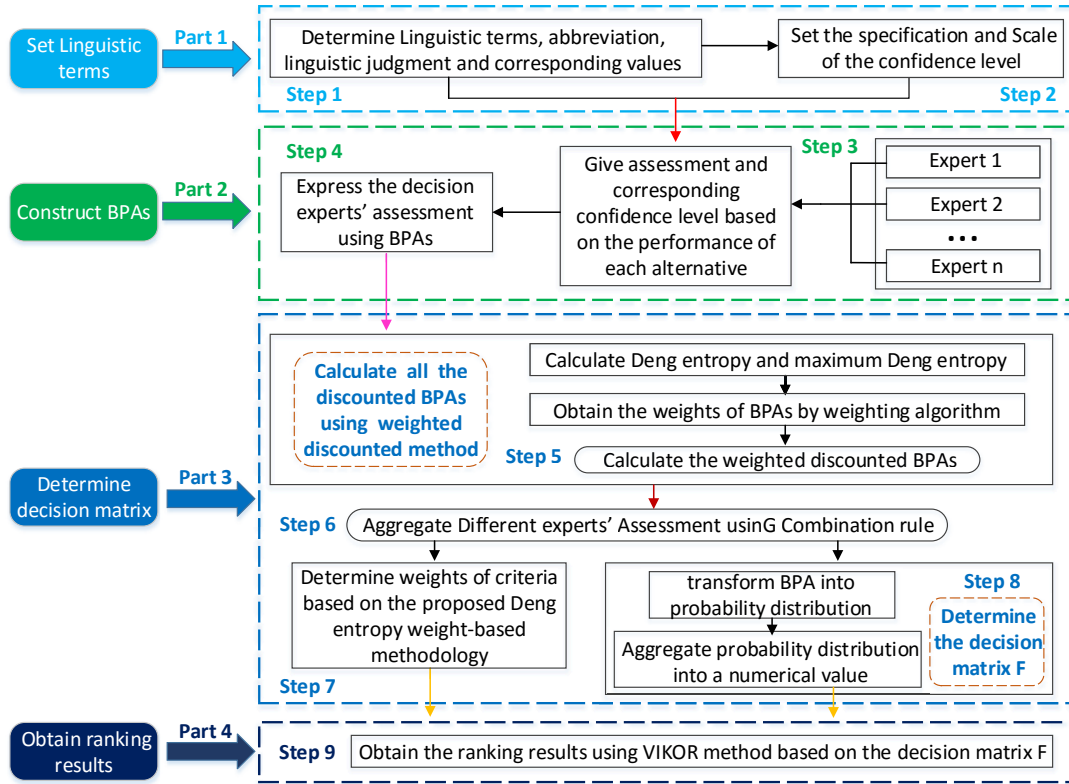 Set Linguistic
terms
Part 1
Determine Linguistic terms, abbreviation,
linguistic judgment and corresponding values
Set the specification and Scale
of the confidence level
Step 1
Step 2
Construct BPAs
Part 2
Step 4
Express the decision
experts’ assessment
using BPAs
Give assessment and
corresponding
confidence level based
on the performance of
each alternative
Step 3
Expert 1
Expert 2
...
Expert n
Determine
decision matrix
Part 3
Calculate all the
discounted BPAs
using weighted
discounted method
Calculate Deng entropy and maximum Deng entropy
Obtain the weights of BPAs by weighting algorithm
Step 5
Calculate the weighted discounted BPAs
Step 6
Aggregate Different experts’ Assessment usinG Combination rule
Determine weights of criteria
based on the proposed Deng
entropy weight-based
methodology
Step 7
transform BPA into
probability distribution
Aggregate probability distribution
into a numerical value
Step 8
Determine
the decision
matrix F
Obtain ranking
results
Part 4
Step 9
Obtain the ranking results using VIKOR method based on the decision matrix F